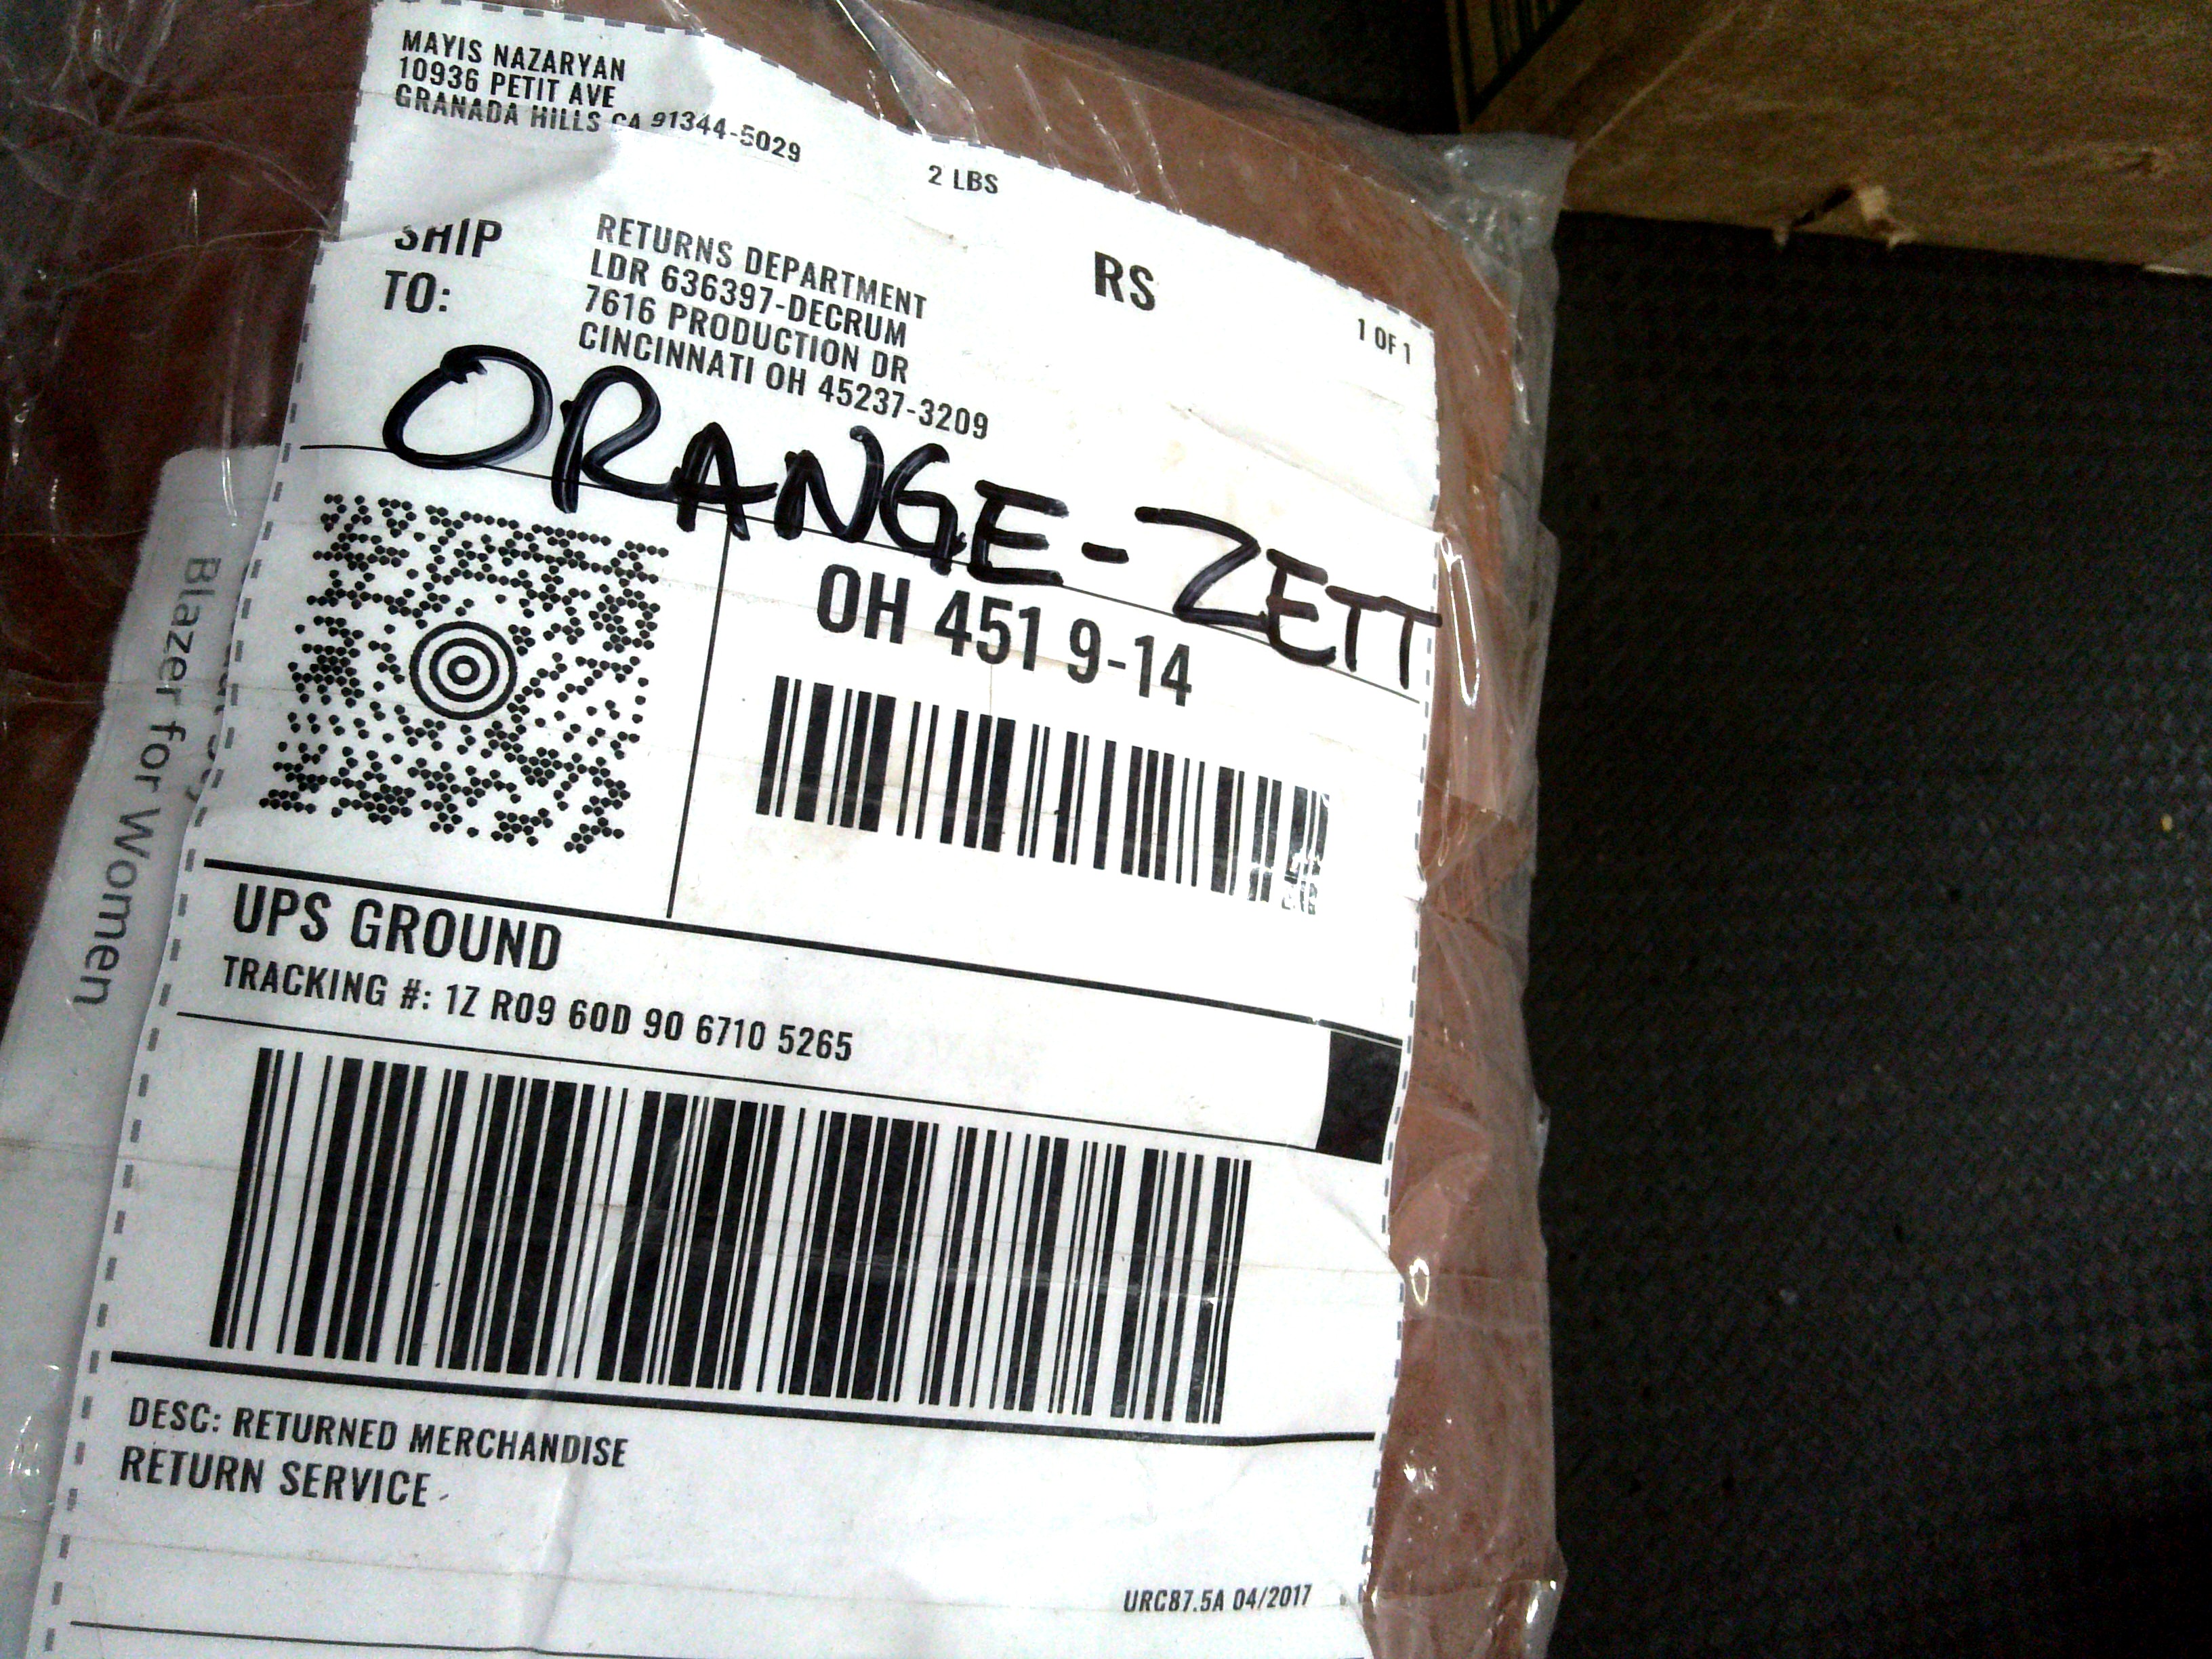 MAYIS NAZARYAN
10936 PETIT AVE
GRANADA HILLS CA 91344-5029
2 LBS
RS
1 OF 1
SHIP
TO:
RETURNS DEPARTMENT
LDR 636397-DECRUM
7616 PRODUCTION DR
CINCINNATI OH 45237-3209
ORANGE-ZETT
OH 451 9-14
UPS GROUND
TRACKING #: 1Z R09 60D 90 6710 5265
DESC: RETURNED MERCHANDISE
RETURN SERVICE
URC87.5A 04/2017
Blazer for Women